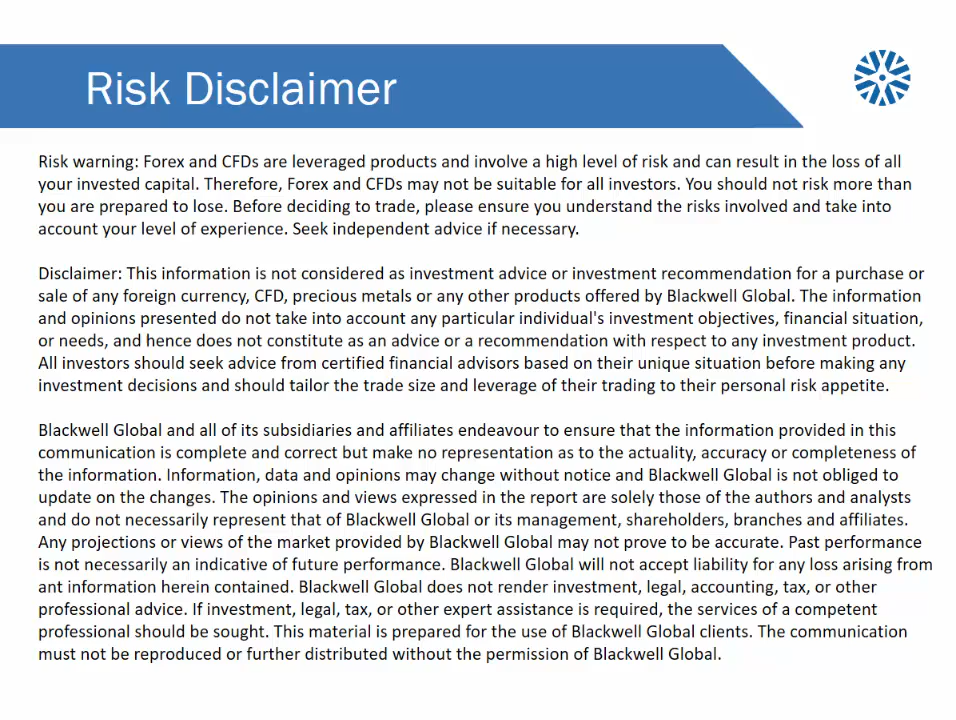 Risk Disclaimer
Risk warning: Forex and CFDs are leveraged products and involve a high level of risk and can result in the loss of all
your invested capital. Therefore, Forex and CFDs may not be suitable for all investors. You should not risk more than
you are prepared to lose. Before deciding to trade, please ensure you understand the risks involved and take into
account your level of experience. Seek independent advice if necessary.
Disclaimer: This information is not considered as investment advice or investment recommendation for a purchase or
sale of any foreign currency, CFD, precious metals or any other products offered by Blackwell Global. The information
and opinions presented do not take into account any particular individual's investment objectives, financial situation,
or needs, and hence does not constitute as an advice or a recommendation with respect to any investment product.
All investors should seek advice from certified financial advisors based on their unique situation before making any
investment decisions and should tailor the trade size and leverage of their trading to their personal risk appetite.
Blackwell Global and all of its subsidiaries and affiliates endeavour to ensure that the information provided in this
communication is complete and correct but make no representation as to the actuality, accuracy or completeness of
the information. Information, data and opinions may change without notice and Blackwell Global is not obliged to
update on the changes. The opinions and views expressed in the report are solely those of the authors and analysts
and do not necessarily represent that of Blackwell Global or its management, shareholders, branches and affiliates.
Any projections or views of the market provided by Blackwell Global may not prove to be accurate. Past performance
is not necessarily an indicative of future performance. Blackwell Global will not accept liability for any loss arising from
ant information herein contained. Blackwell Global does not render investment, legal, accounting, tax, or other
professional advice. If investment, legal, tax, or other expert assistance is required, the services of a competent
professional should be sought. This material is prepared for the use of Blackwell Global clients. The communication
must not be reproduced or further distributed without the permission of Blackwell Global.